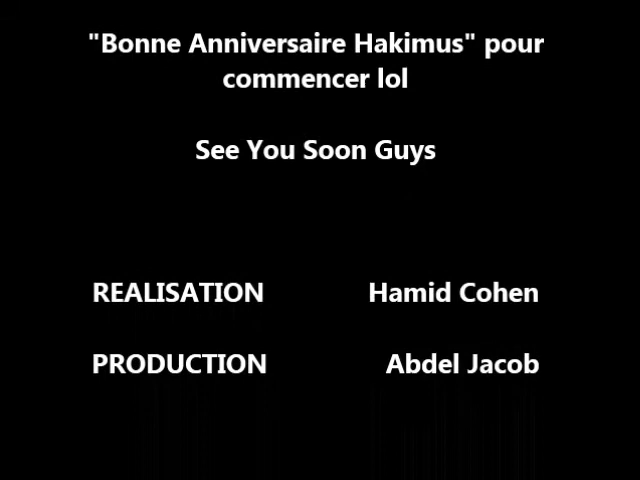 "Bonne Anniversaire Hakimus" pour
commencer lol
See You Soon Guys
REALISATION Hamid Cohen
PRODUCTION Abdel Jacob